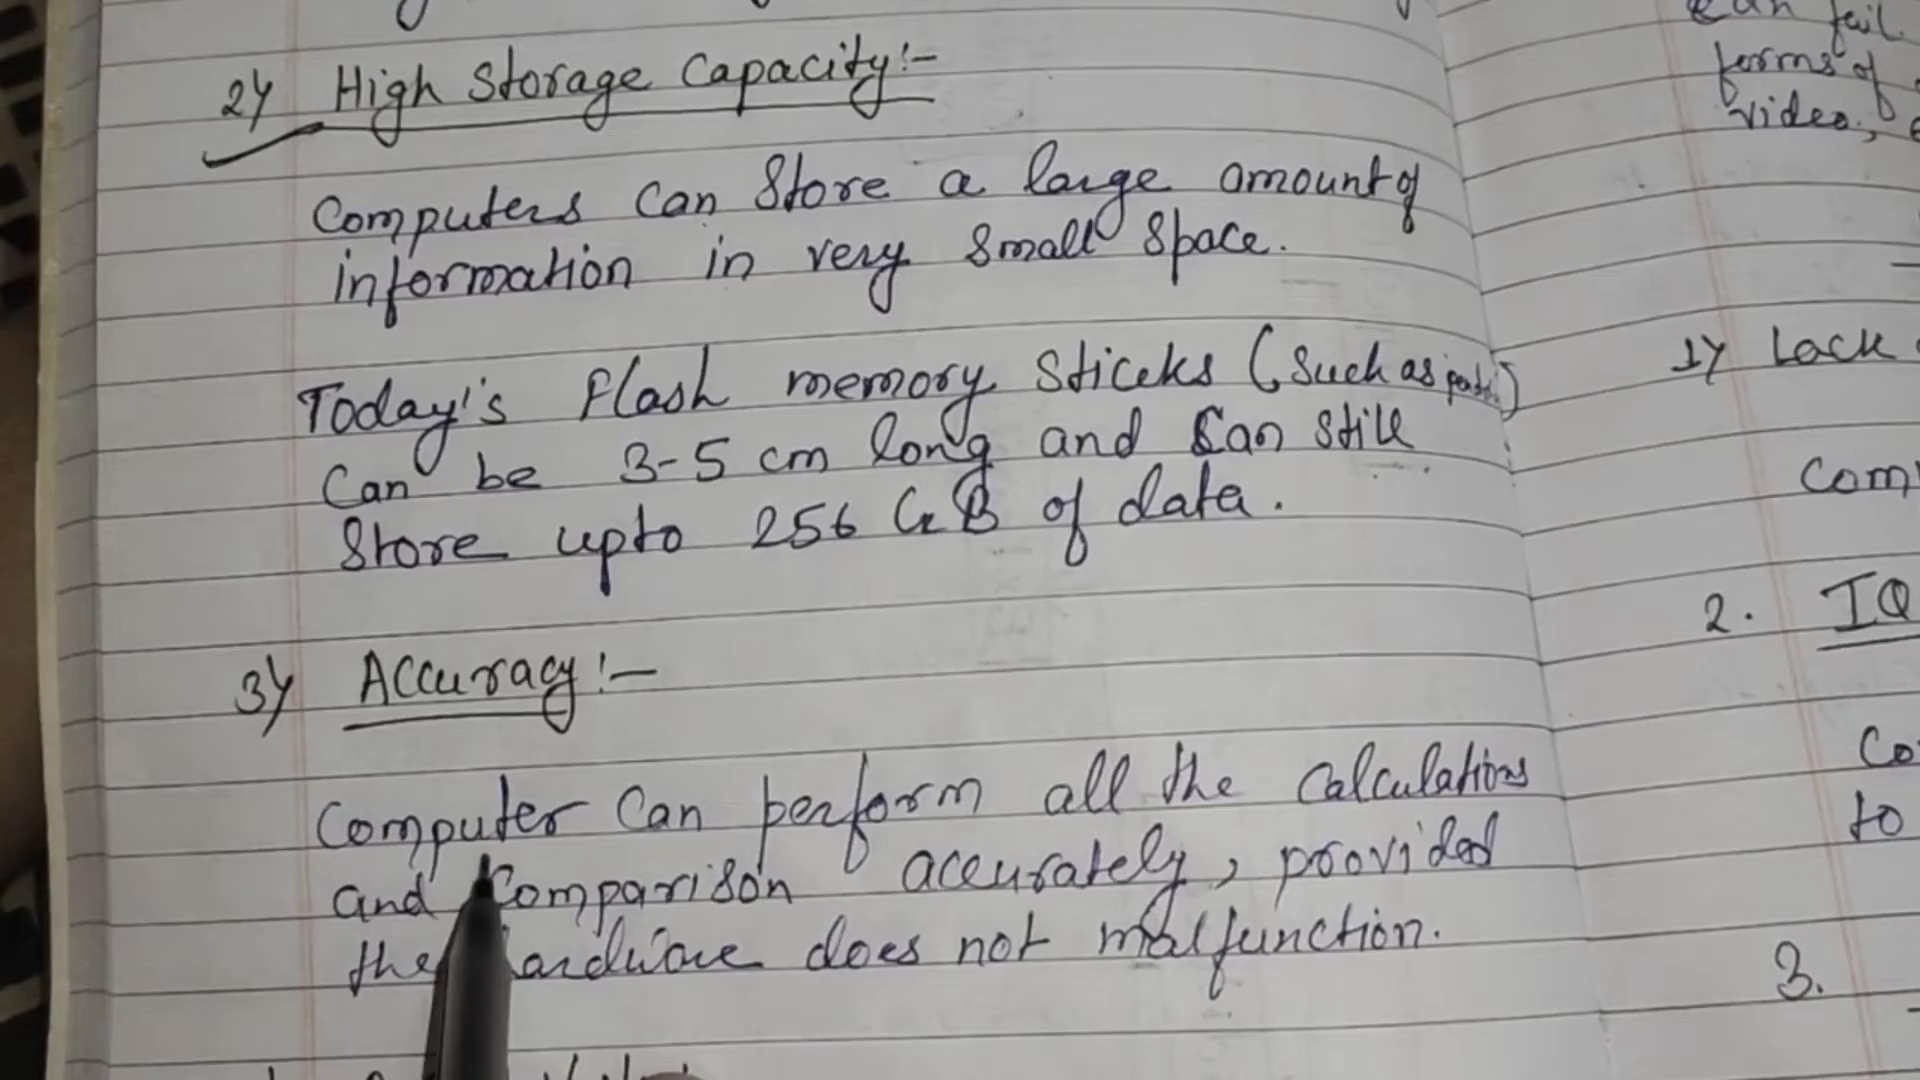 2) High Storage Capacity:-
Computers Can Store a large amount of
information in very small space.
Today's Flash memory sticks (Such as
Can be 3-5 cm long and Can still
Store upto 256 GB of data.
3) Accuracy:-
Computer Can perform all the Calculations
and Comparison accurately, provided
the hardware does not malfunction.
Can fail
forms of
video,
1) Lack
Com
2. IQ
Co
to
3.